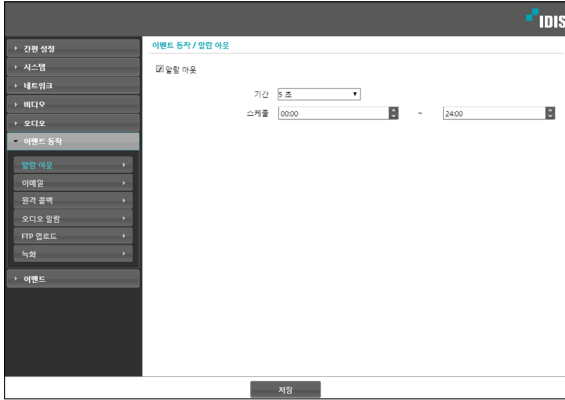 IDIS
간편 설정
시스템
네트워크
비디오
오디오
이벤트 동작
알람 아웃
이메일
원격 콜백
오디오 알람
FTP 업로드
녹화
이벤트
이벤트 동작 / 알람 아웃
알람 아웃
기간 5 초
스케줄 00:00 ~ 24:00
저장